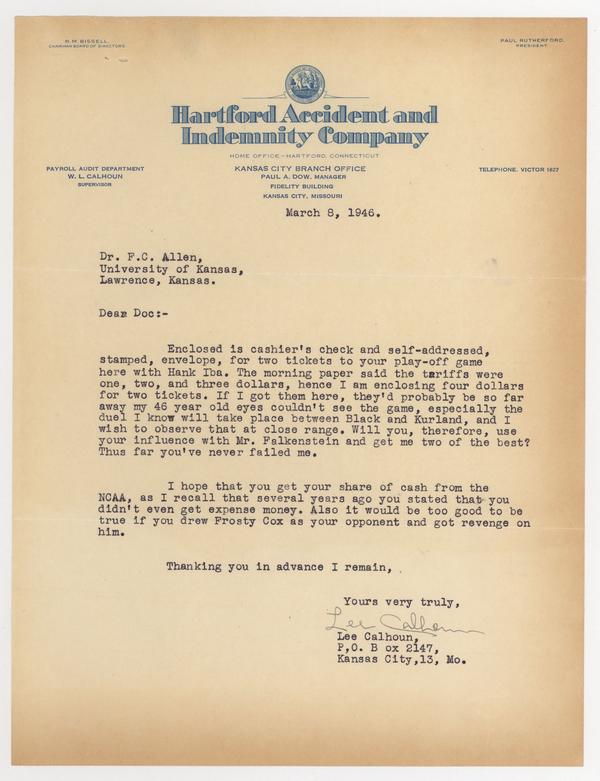 R. M. BISSELL,
CHAIRMAN BOARD OF DIRECTORS
PAUL RUTHERFORD,
PRESIDENT
Hartford Accident and
Indemnity Company
HOME OFFICE—HARTFORD, CONNECTICUT
PAYROLL AUDIT DEPARTMENT
W. L. CALHOUN
SUPERVISOR
KANSAS CITY BRANCH OFFICE
PAUL A. DOW, MANAGER
FIDELITY BUILDING
KANSAS CITY, MISSOURI
TELEPHONE, VICTOR 1627
March 8, 1946.
Dr. F.C. Allen,
University of Kansas,
Lawrence, Kansas.
Dear Doc:-
Enclosed is cashier's check and self-addressed,
stamped, envelope, for two tickets to your play-off game
here with Hank Iba. The morning paper said the tariffs were
one, two, and three dollars, hence I am enclosing four dollars
for two tickets. If I got them here, they'd probably be so far
away my 46 year old eyes couldn't see the game, especially the
duel I know will take place between Black and Kurland, and I
wish to observe that at close range. Will you, therefore, use
your influence with Mr. Falkenstein and get me two of the best?
Thus far you've never failed me.
I hope that you get your share of cash from the
NCAA, as I recall that several years ago you stated that you
didn't even get expense money. Also it would be too good to be
true if you drew Frosty Cox as your opponent and got revenge on
him.
Thanking you in advance I remain,
Yours very truly,
Lee Calhoun
Lee Calhoun,
P,O. B ox 2147,
Kansas City,13, Mo.